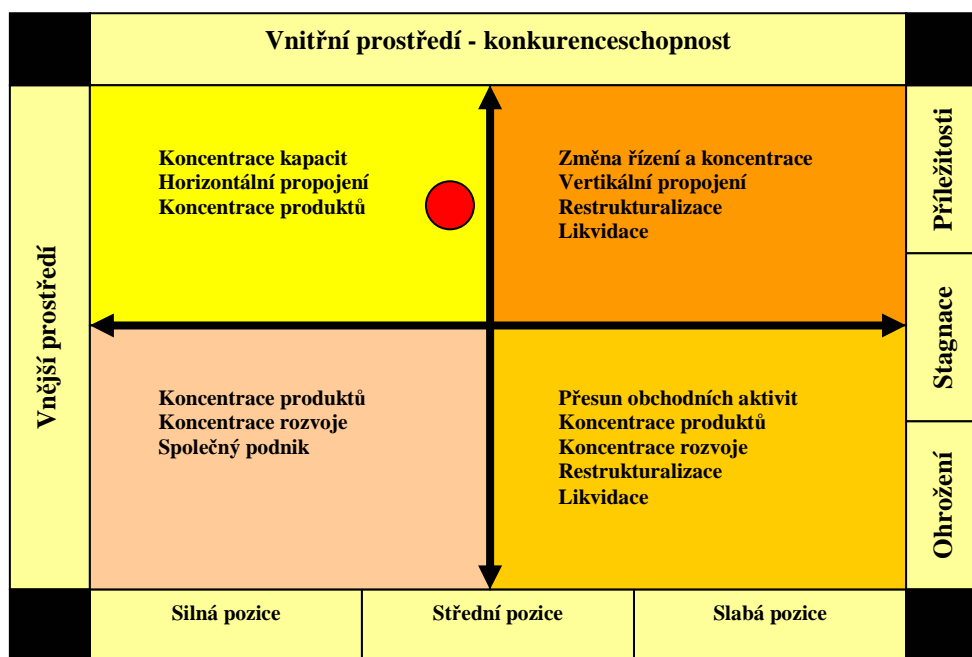 Vnitřní prostředí - konkurenceschopnost
Vnější prostředí
Koncentrace kapacit
Horizontální propojení
Koncentrace produktů
Změna řízení a koncentrace
Vertikální propojení
Restrukturalizace
Likvidace
Příležitosti
Stagnace
Ohrožení
Koncentrace produktů
Koncentrace rozvoje
Společný podnik
Přesun obchodních aktivit
Koncentrace produktů
Koncentrace rozvoje
Restrukturalizace
Likvidace
Silná pozice
Střední pozice
Slabá pozice